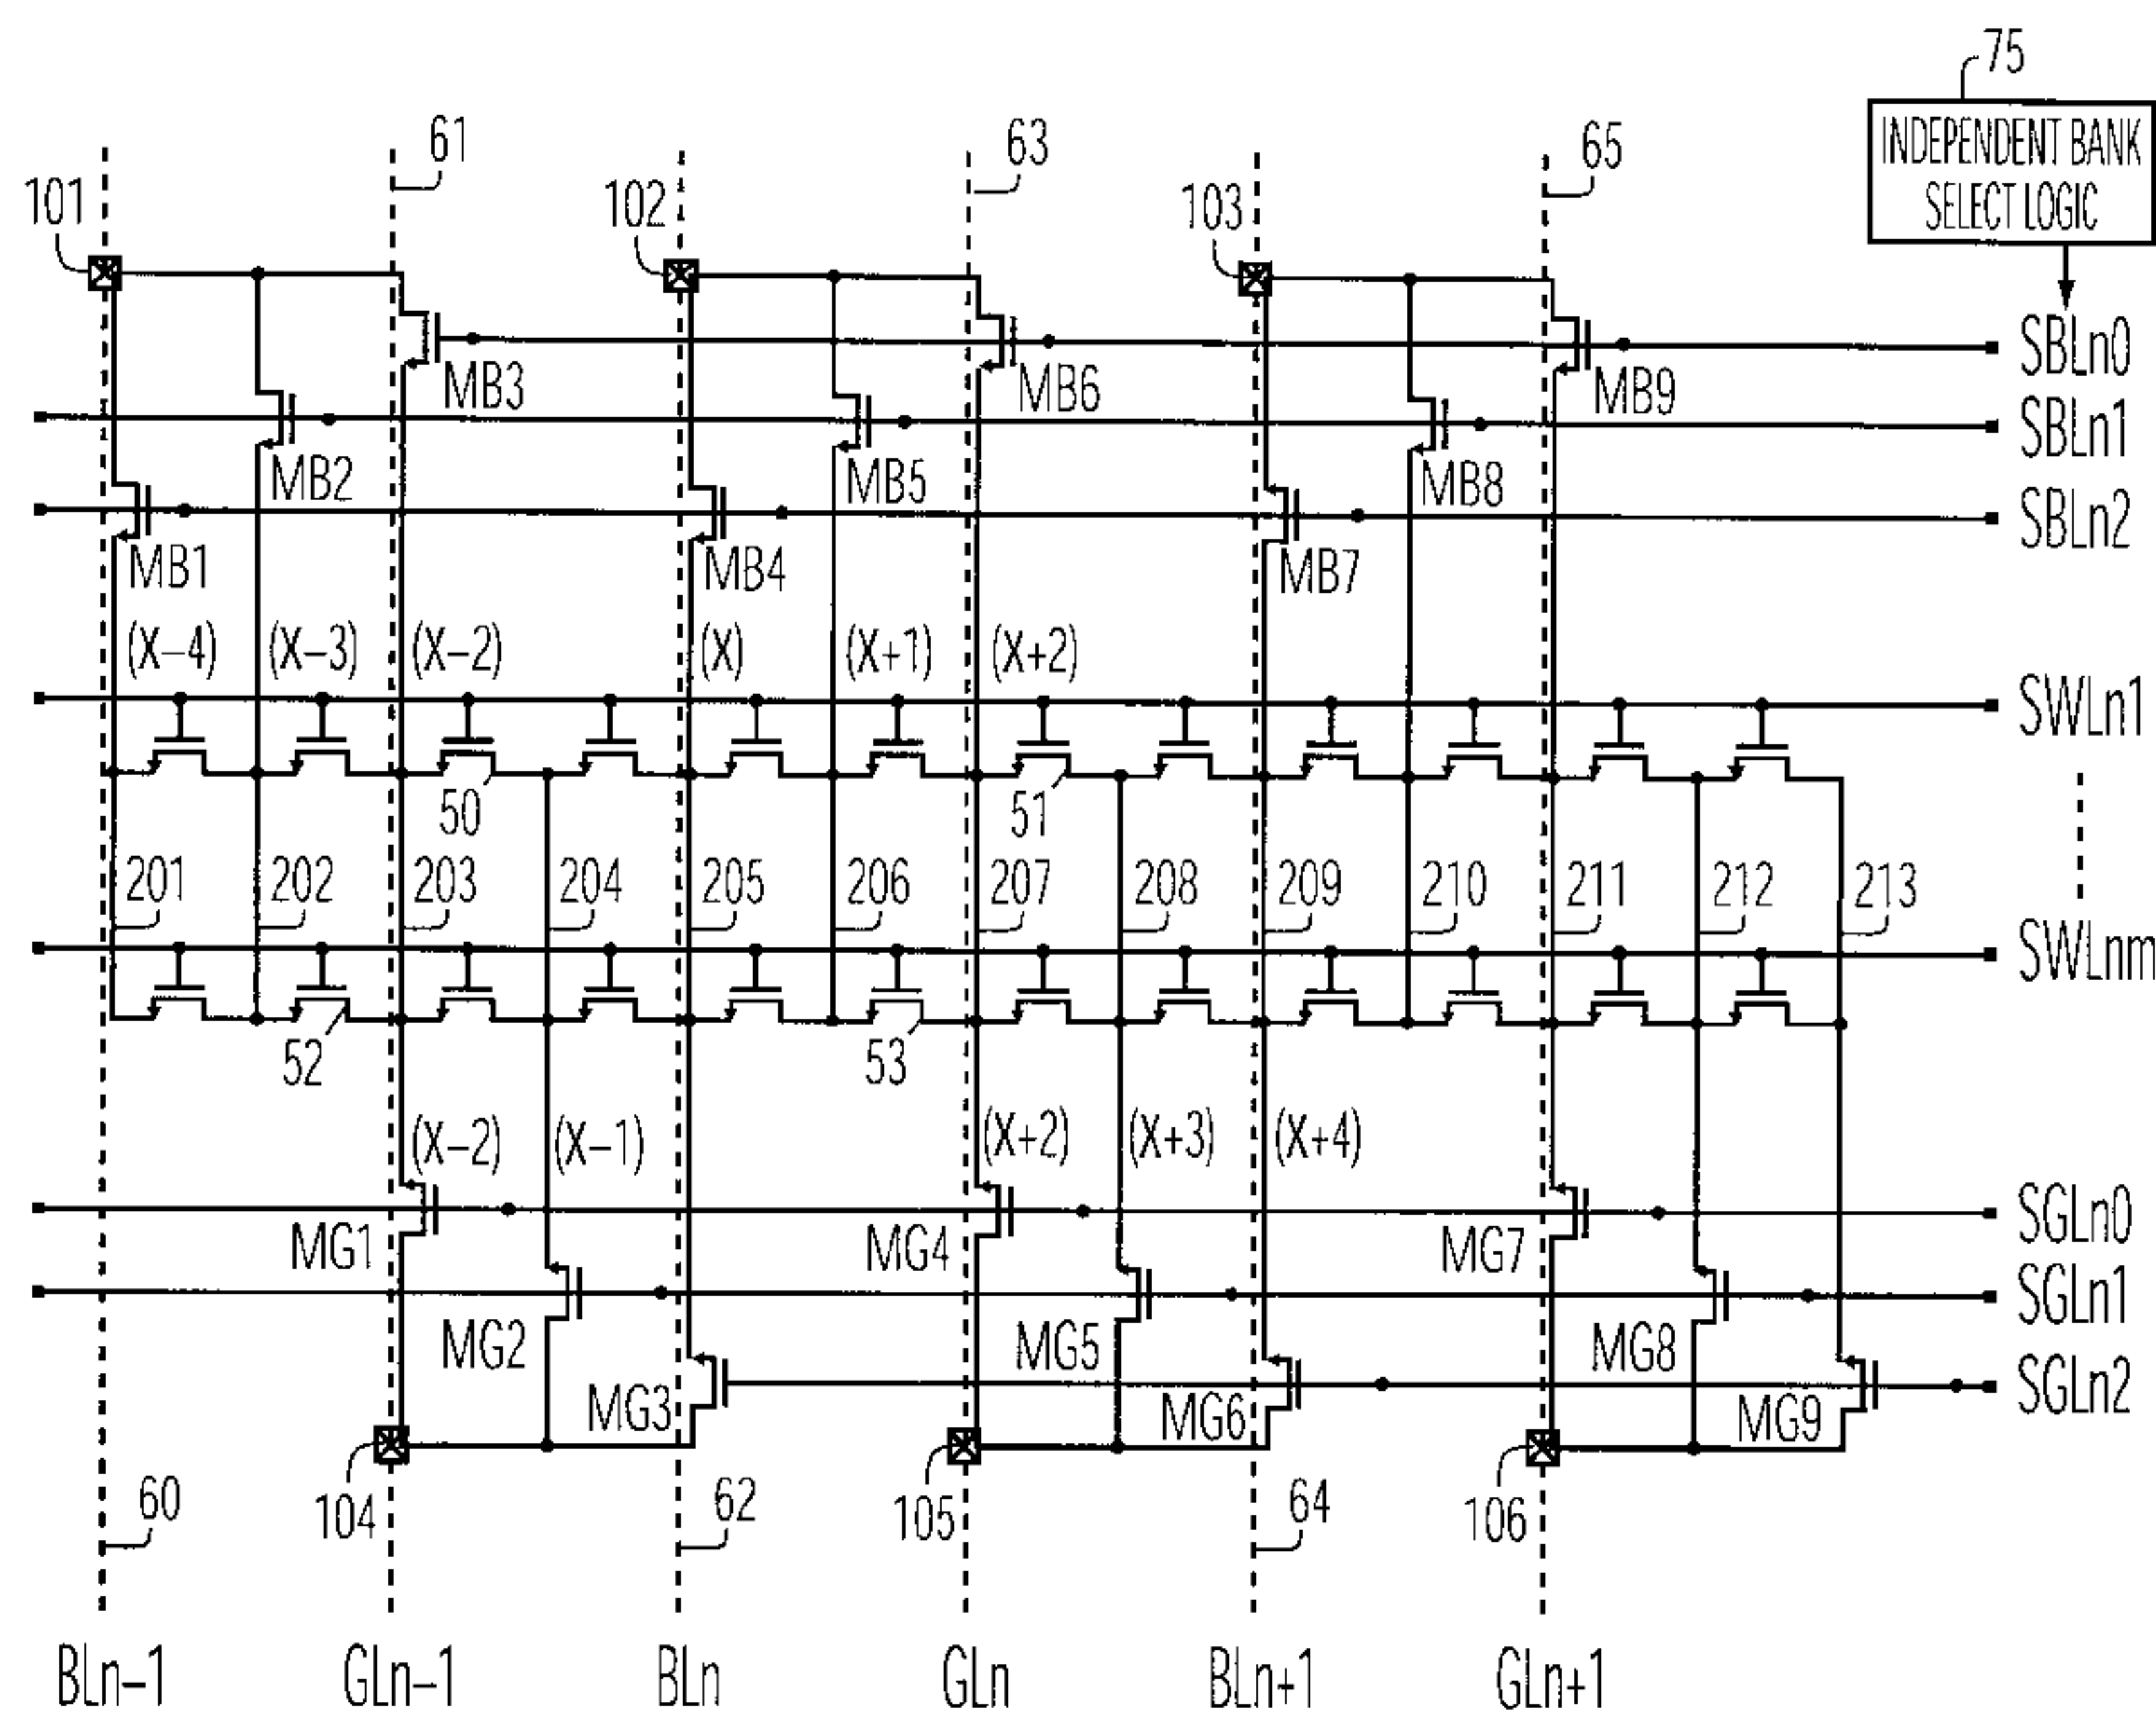 75
INDEPENDENT BANK
SELECT LOGIC
61
63
65
101
102
103
SBLn0
MB3
MB6
MB9
SBLn1
MB2
MB5
MB8
SBLn2
MB1
MB4
MB7
(X-4) (X-3) (X-2) (X) (X+1) (X+2)
SWLn1
50
51
201 202 203 204 205 206 207 208 209 210 211 212 213
SWLnm
52
53
(X-2) (X-1) (X+2) (X+3) (X+4)
SGLn0
MG1
MG4
MG7
SGLn1
MG2
MG5
MG8
SGLn2
MG3
MG6
MG9
60
104
62
105
64
106
BLn-1 GLn-1 BLn GLn BLn+1 GLn+1